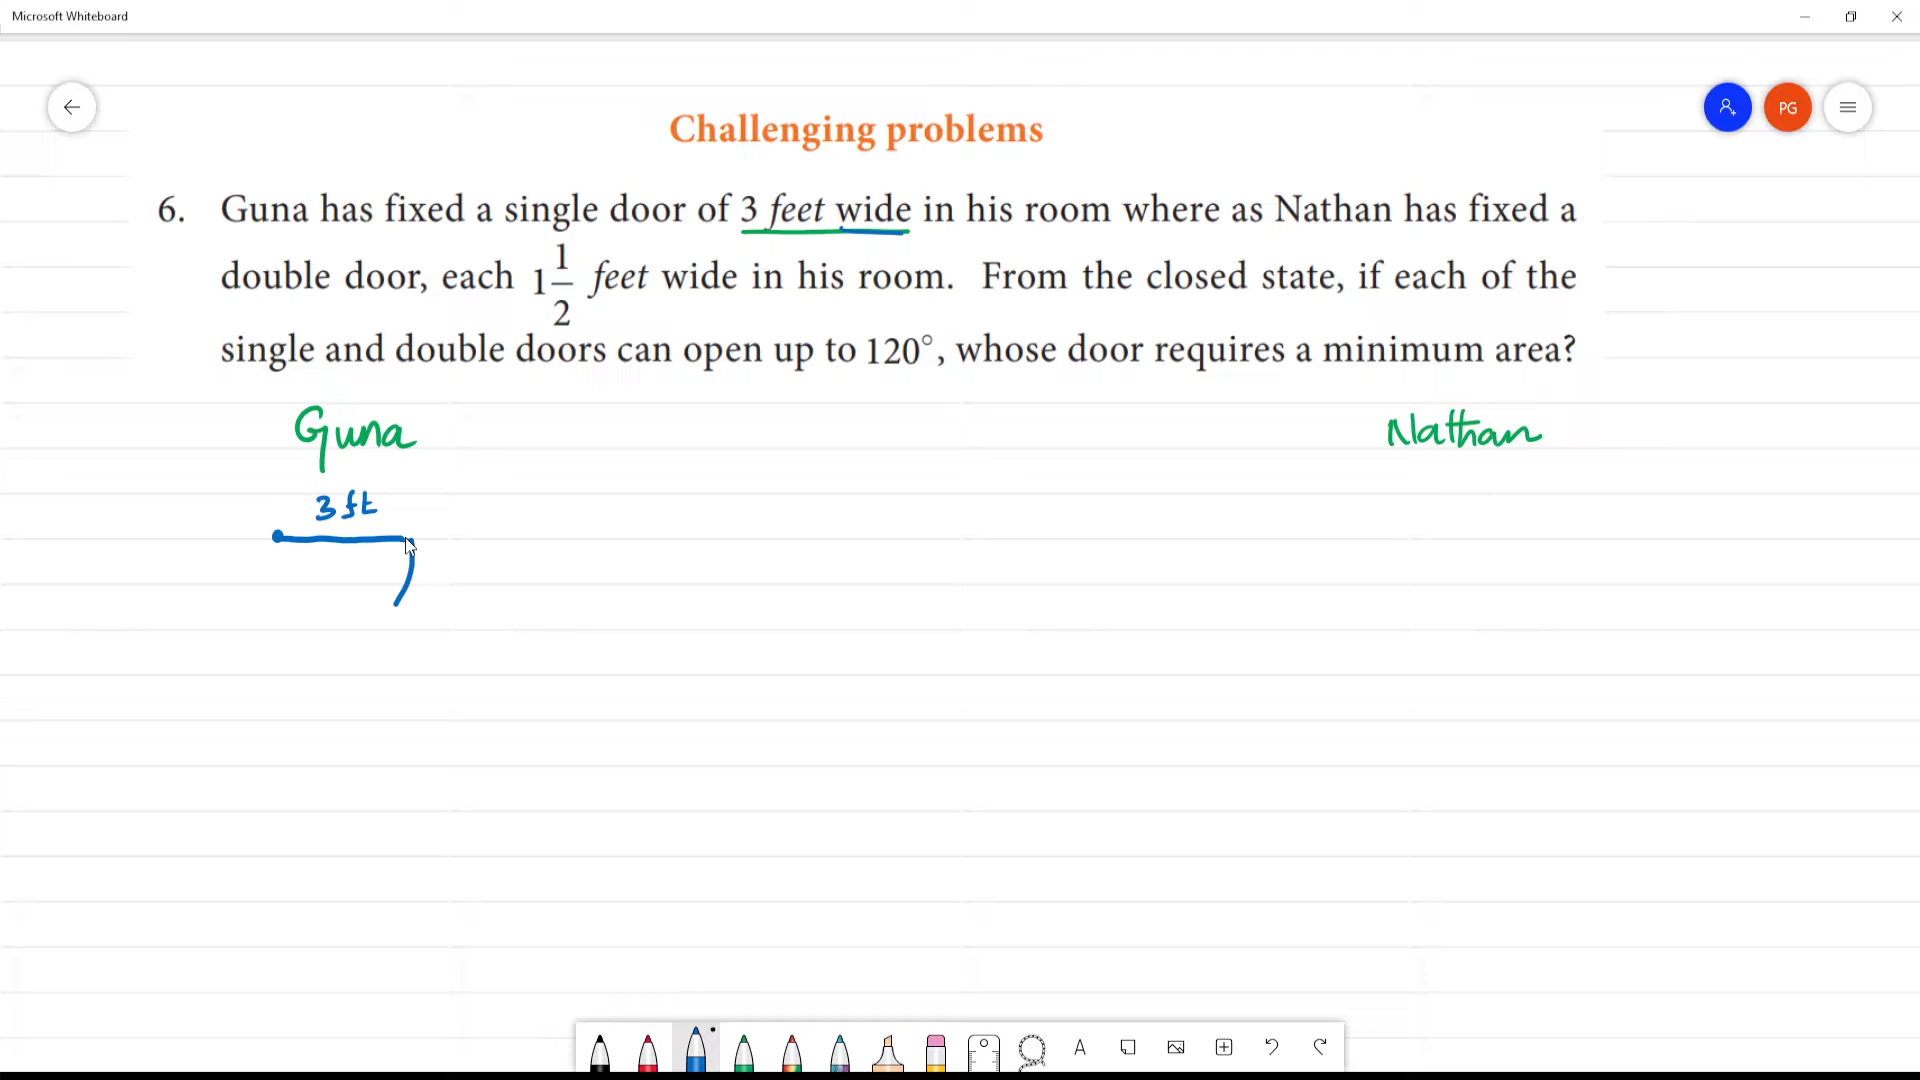 Microsoft Whiteboard
PG
Challenging problems
6. Guna has fixed a single door of 3 feet wide in his room where as Nathan has fixed a
double door, each 1 1/2 feet wide in his room. From the closed state, if each of the
single and double doors can open up to 120°, whose door requires a minimum area?
Guna Nathan
3 ft
A